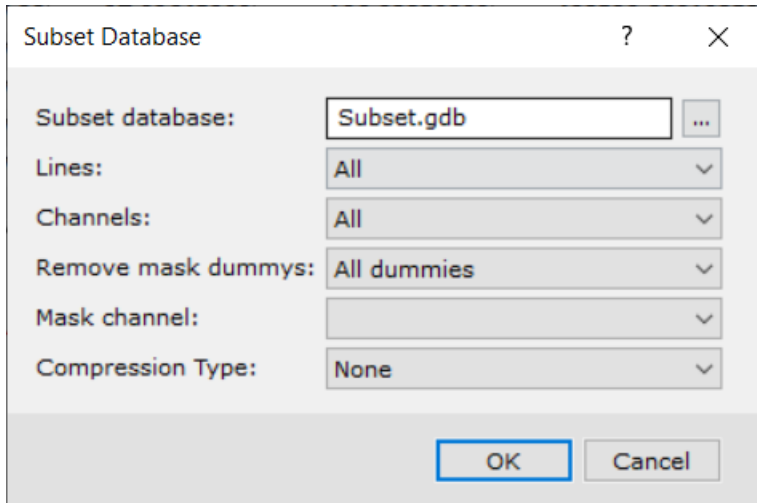 Subset Database ?
Subset database: Subset.gdb ...
Lines: All
Channels: All
Remove mask dummys: All dummies
Mask channel:
Compression Type: None
OK Cancel